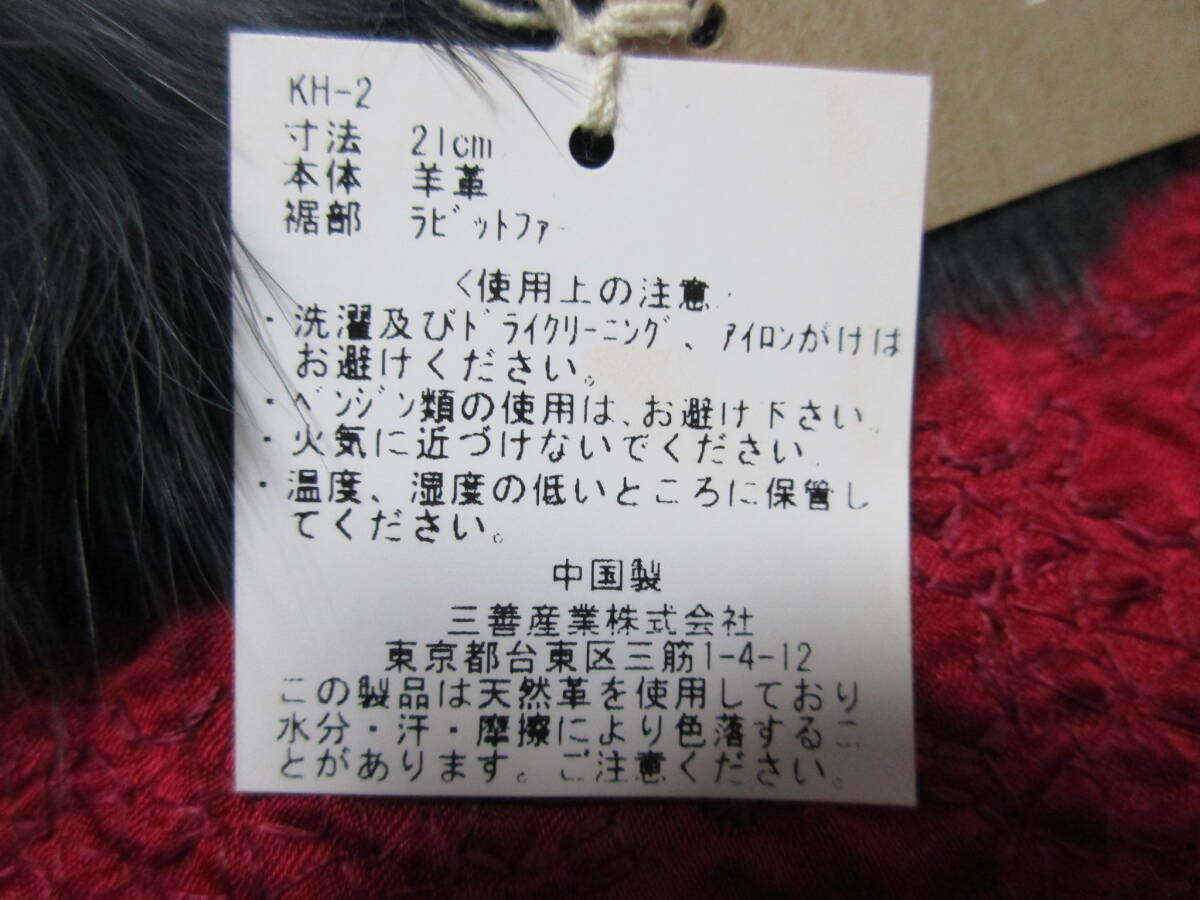 KH-2
寸法 21cm
本体 羊革
裾部 ﾗﾋﾞｯﾄﾌｧｰ
<使用上の注意
・洗濯及びﾄﾞﾗｲｸﾘｰﾆﾝｸﾞ、ｱｲﾛﾝがけは
お避けください。
・ﾍﾞﾝｼﾞﾝ類の使用は、お避け下さい。
・火気に近づけないでください。
・温度、湿度の低いところに保管し
てください。
中国製
三善産業株式会社
東京都台東区三筋1-4-12
この製品は天然革を使用しており
水分・汗・摩擦により色落するこ
とがあります。ご注意ください。